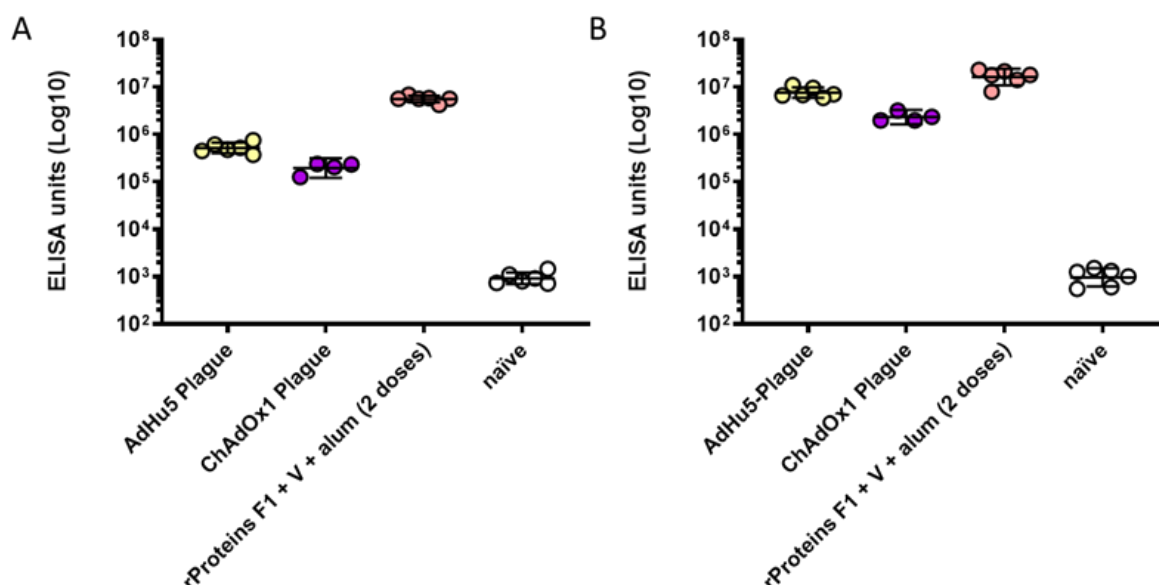 A
ELISA units (Log10)
10⁸
10⁷
10⁶
10⁵
10⁴
10³
10²
AdHu5 Plague
ChAdOx1 Plague
rProteins F1 + V + alum (2 doses)
naïve
B
ELISA units (Log10)
10⁸
10⁷
10⁶
10⁵
10⁴
10³
10²
AdHu5-Plague
ChAdOx1 Plague
rProteins F1 + V + alum (2 doses)
naïve